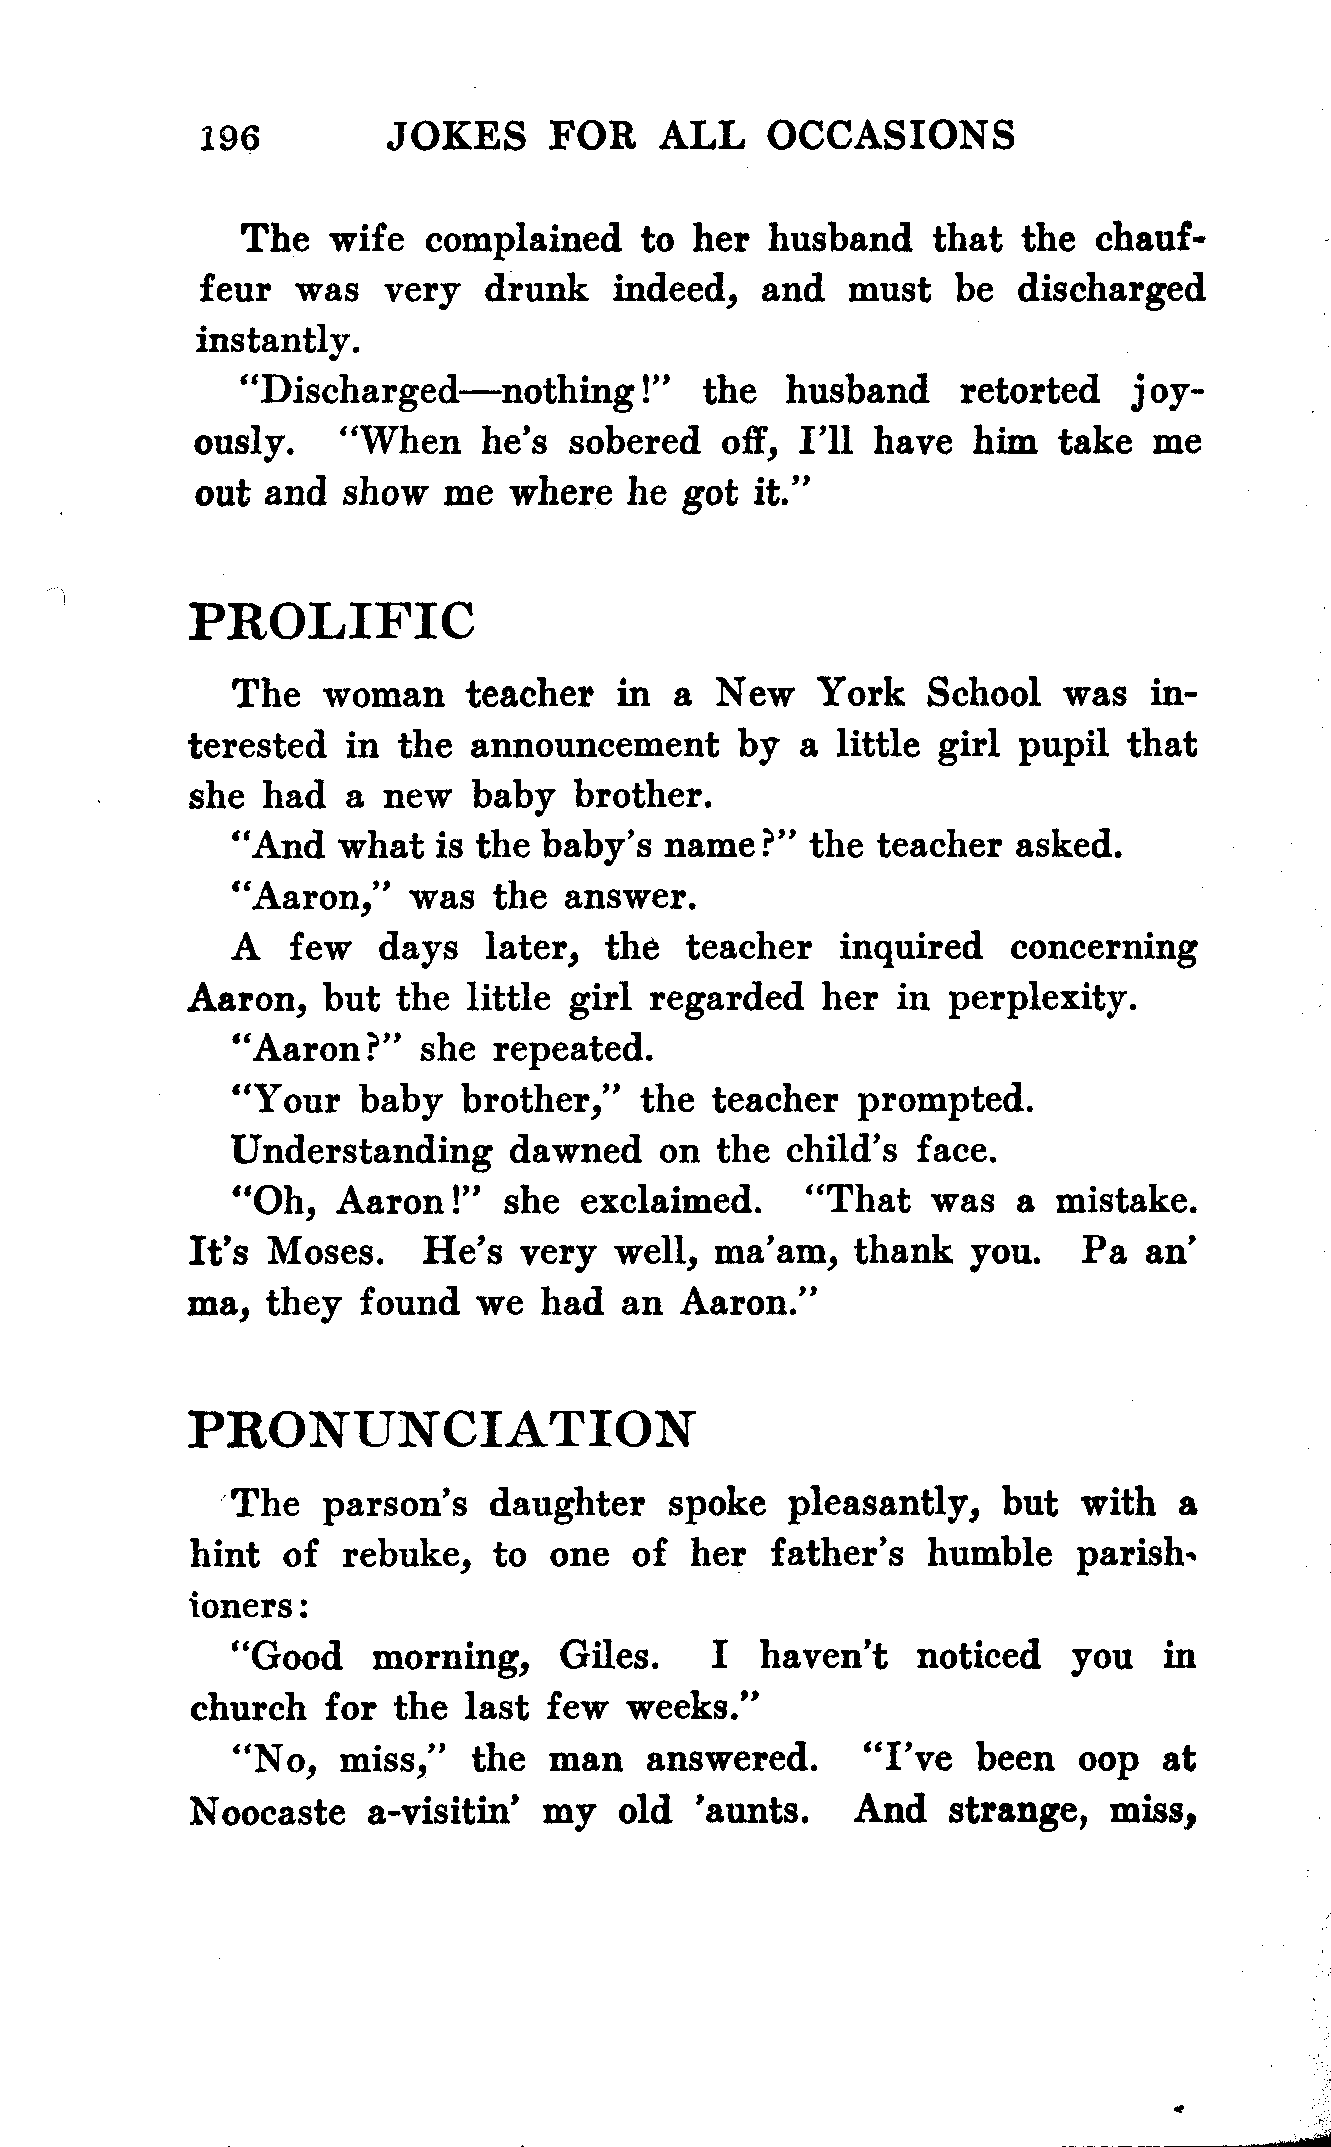 196 JOKES FOR ALL OCCASIONS
The wife complained to her husband that the chauf-
feur was very drunk indeed, and must be discharged
instantly.
“Discharged—nothing!” the husband retorted joy-
ously. “When he’s sobered off, I’ll have him take me
out and show me where he got it.”
PROLIFIC
The woman teacher in a New York School was in-
terested in the announcement by a little girl pupil that
she had a new baby brother.
“And what is the baby’s name?” the teacher asked.
“Aaron,” was the answer.
A few days later, the teacher inquired concerning
Aaron, but the little girl regarded her in perplexity.
“Aaron?” she repeated.
“Your baby brother,” the teacher prompted.
Understanding dawned on the child’s face.
“Oh, Aaron!” she exclaimed. “That was a mistake.
It’s Moses. He’s very well, ma’am, thank you. Pa an’
ma, they found we had an Aaron.”
PRONUNCIATION
The parson’s daughter spoke pleasantly, but with a
hint of rebuke, to one of her father’s humble parish-
ioners:
“Good morning, Giles. I haven’t noticed you in
church for the last few weeks.”
“No, miss,” the man answered. “I’ve been oop at
Noocaste a-visitin’ my old ’aunts. And strange, miss,